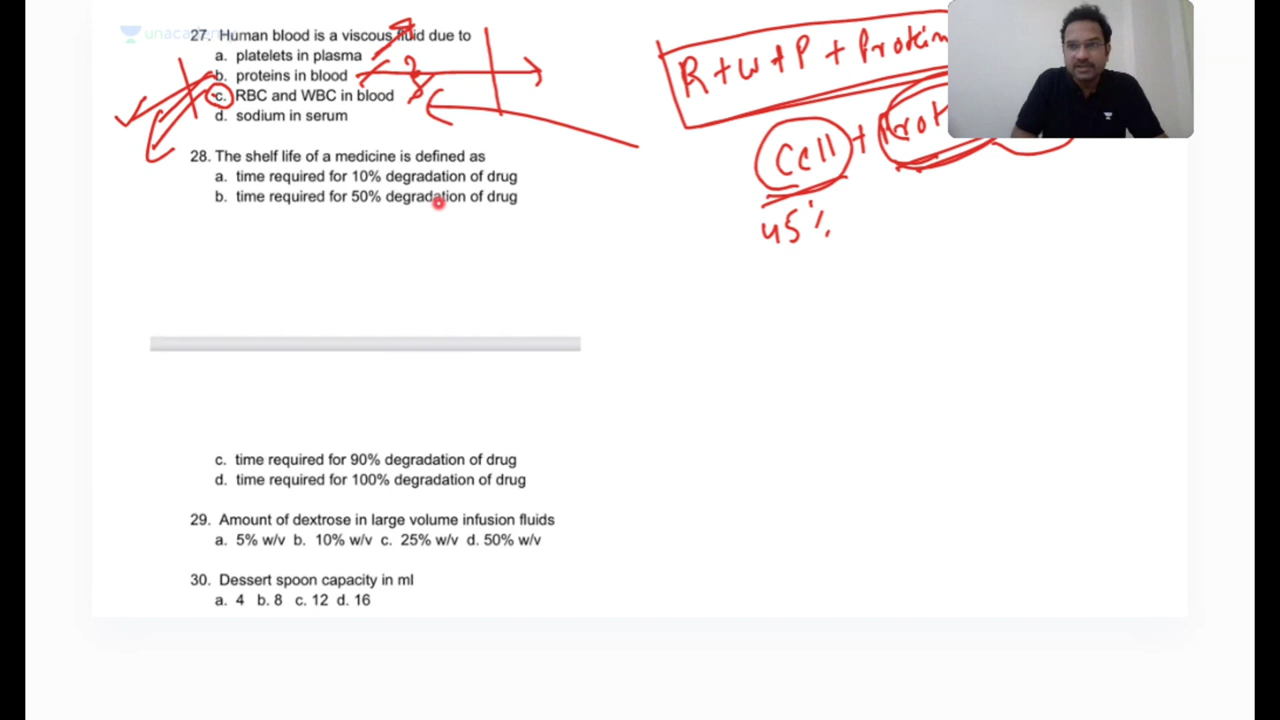 unacademy
27. Human blood is a viscous fluid due to
a. platelets in plasma
b. proteins in blood
c. RBC and WBC in blood
d. sodium in serum
R + W + P + Protein
Cell + Prot
45%
28. The shelf life of a medicine is defined as
a. time required for 10% degradation of drug
b. time required for 50% degradation of drug
c. time required for 90% degradation of drug
d. time required for 100% degradation of drug
29. Amount of dextrose in large volume infusion fluids
a. 5% w/v b. 10% w/v c. 25% w/v d. 50% w/v
30. Dessert spoon capacity in ml
a. 4 b. 8 c. 12 d. 16